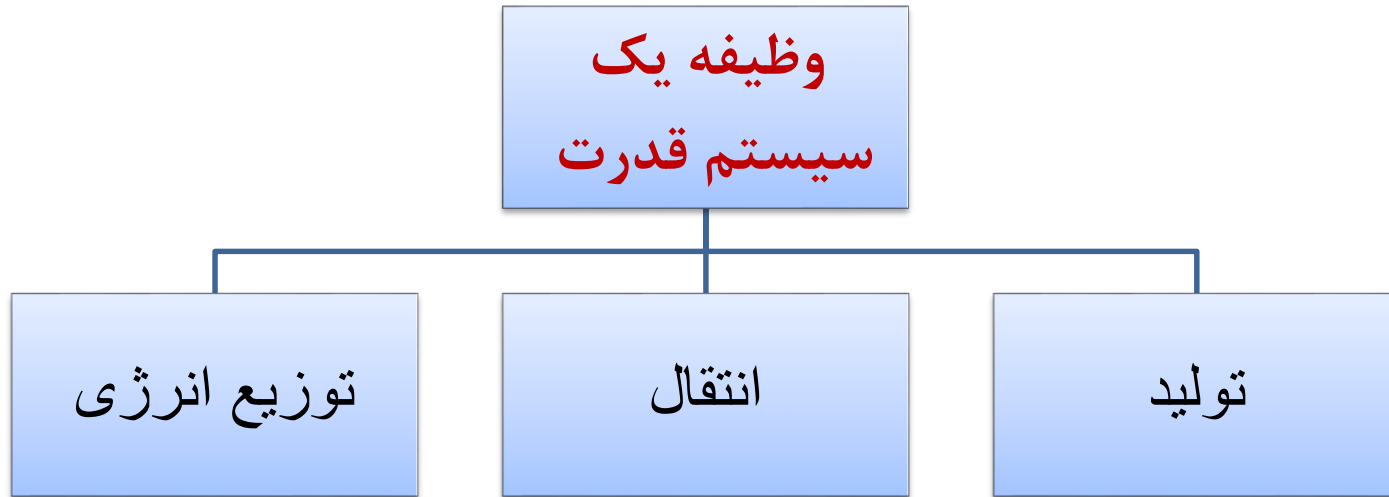 وظیفه یک
سیستم قدرت
تولید
انتقال
توزیع انرژی